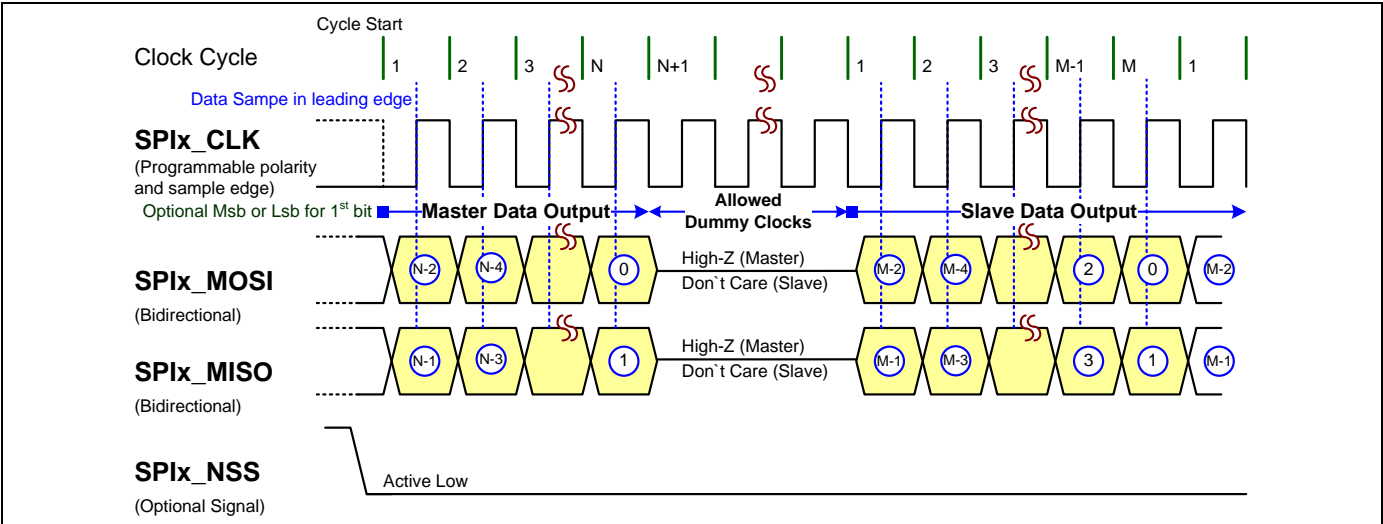 Cycle Start
Clock Cycle
1 2 3 N N+1 1 2 3 M-1 M 1
Data Sampe in leading edge
SPIx_CLK
(Programmable polarity
and sample edge)
Optional Msb or Lsb for 1st bit
Master Data Output
Allowed
Dummy Clocks
Slave Data Output
SPIx_MOSI
(Bidirectional)
N-2 N-4 0
High-Z (Master)
Don`t Care (Slave)
M-2 M-4 2 0 M-2
SPIx_MISO
(Bidirectional)
N-1 N-3 1
High-Z (Master)
Don`t Care (Slave)
M-1 M-3 3 1 M-1
SPIx_NSS
(Optional Signal)
Active Low